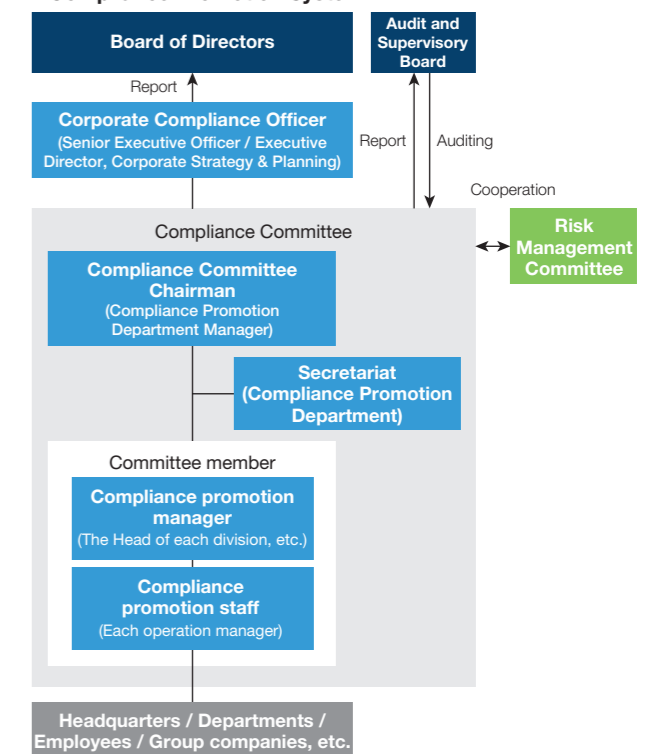 Board of Directors
Audit and
Supervisory
Board
Report
Corporate Compliance Officer
(Senior Executive Officer / Executive
Director, Corporate Strategy & Planning)
Report
Auditing
Cooperation
Compliance Committee
Risk
Management
Committee
Compliance Committee
Chairman
(Compliance Promotion
Department Manager)
Secretariat
(Compliance Promotion
Department)
Committee member
Compliance promotion
manager
(The Head of each division, etc.)
Compliance
promotion staff
(Each operation manager)
Headquarters / Departments /
Employees / Group companies, etc.